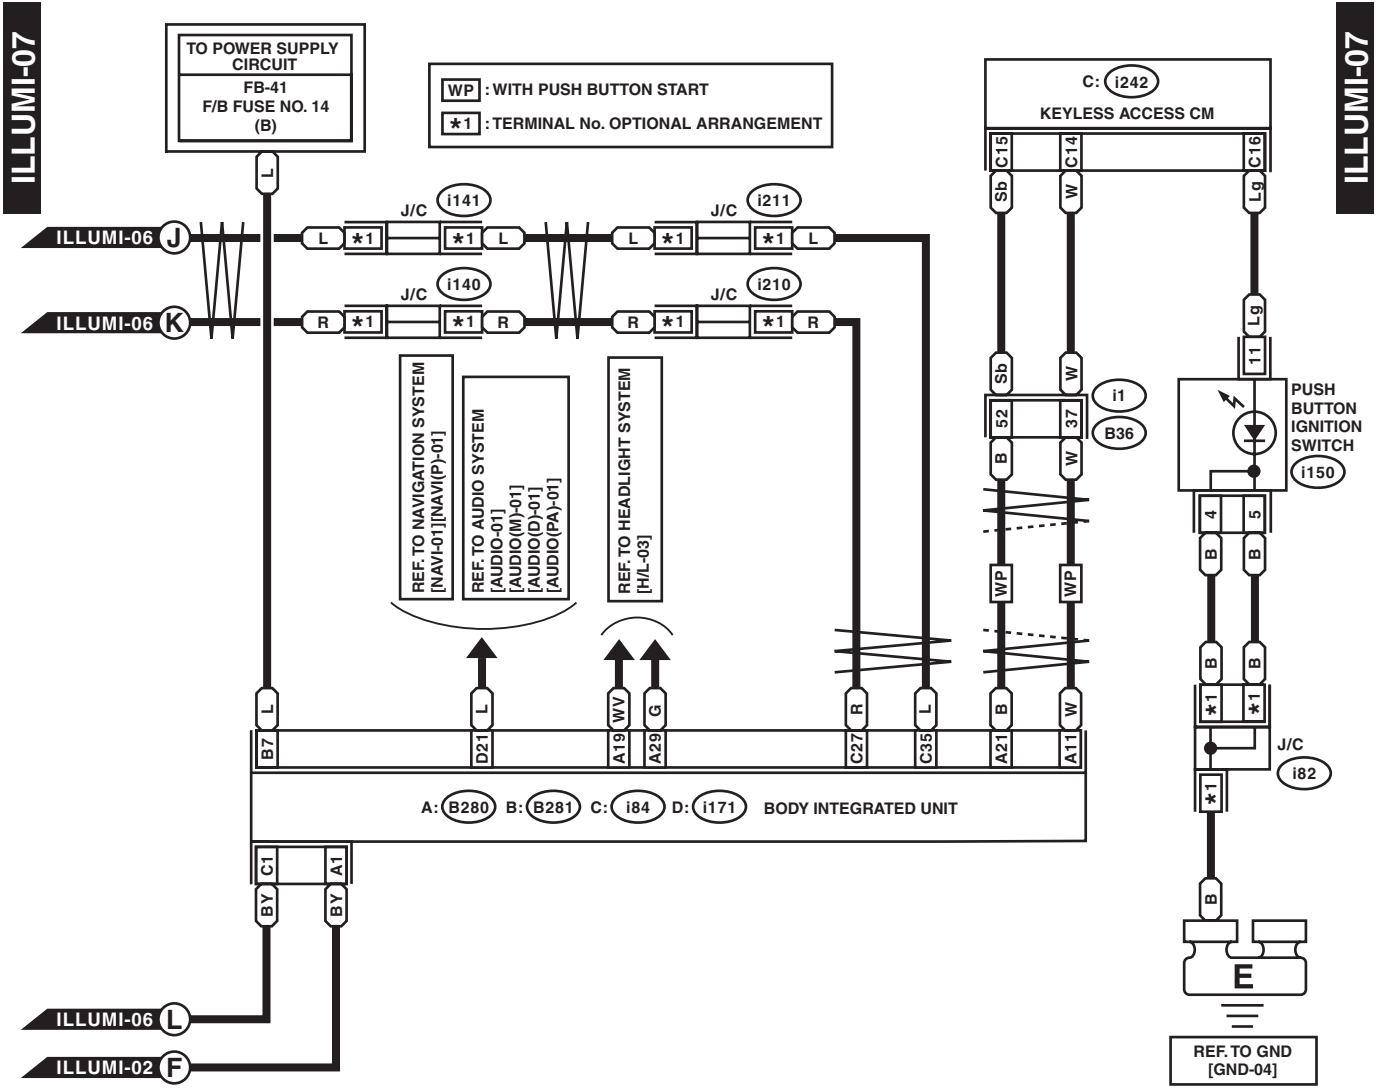 ILLUMI-07
ILLUMI-07
TO POWER SUPPLY
CIRCUIT
FB-41
F/B FUSE NO. 14
(B)
WP : WITH PUSH BUTTON START
*1 : TERMINAL No. OPTIONAL ARRANGEMENT
C: i242
KEYLESS ACCESS CM
C15
C14
C16
L
Sb
W
Lg
i141
i211
J/C
J/C
ILLUMI-06 J
L *1 *1 L
L *1 *1 L
i140
i210
J/C
J/C
ILLUMI-06 K
R *1 *1 R
R *1 *1 R
Lg
11
Sb
W
52
37
i1
B36
B
W
PUSH
BUTTON
IGNITION
SWITCH
i150
4
5
B
B
REF. TO NAVIGATION SYSTEM
[NAVI-01][NAVI(P)-01]
REF. TO AUDIO SYSTEM
[AUDIO-01]
[AUDIO(M)-01]
[AUDIO(D)-01]
[AUDIO(PA)-01]
REF. TO HEADLIGHT SYSTEM
[H/L-03]
WP
WP
B
B
*1
*1
J/C
i82
*1
B
L
L
WV
G
R
L
B
W
B7
D21
A19
A29
C27
C35
A21
A11
A: B280 B: B281 C: i84 D: i171 BODY INTEGRATED UNIT
C1
A1
BY
BY
E
ILLUMI-06 L
ILLUMI-02 F
REF. TO GND
[GND-04]